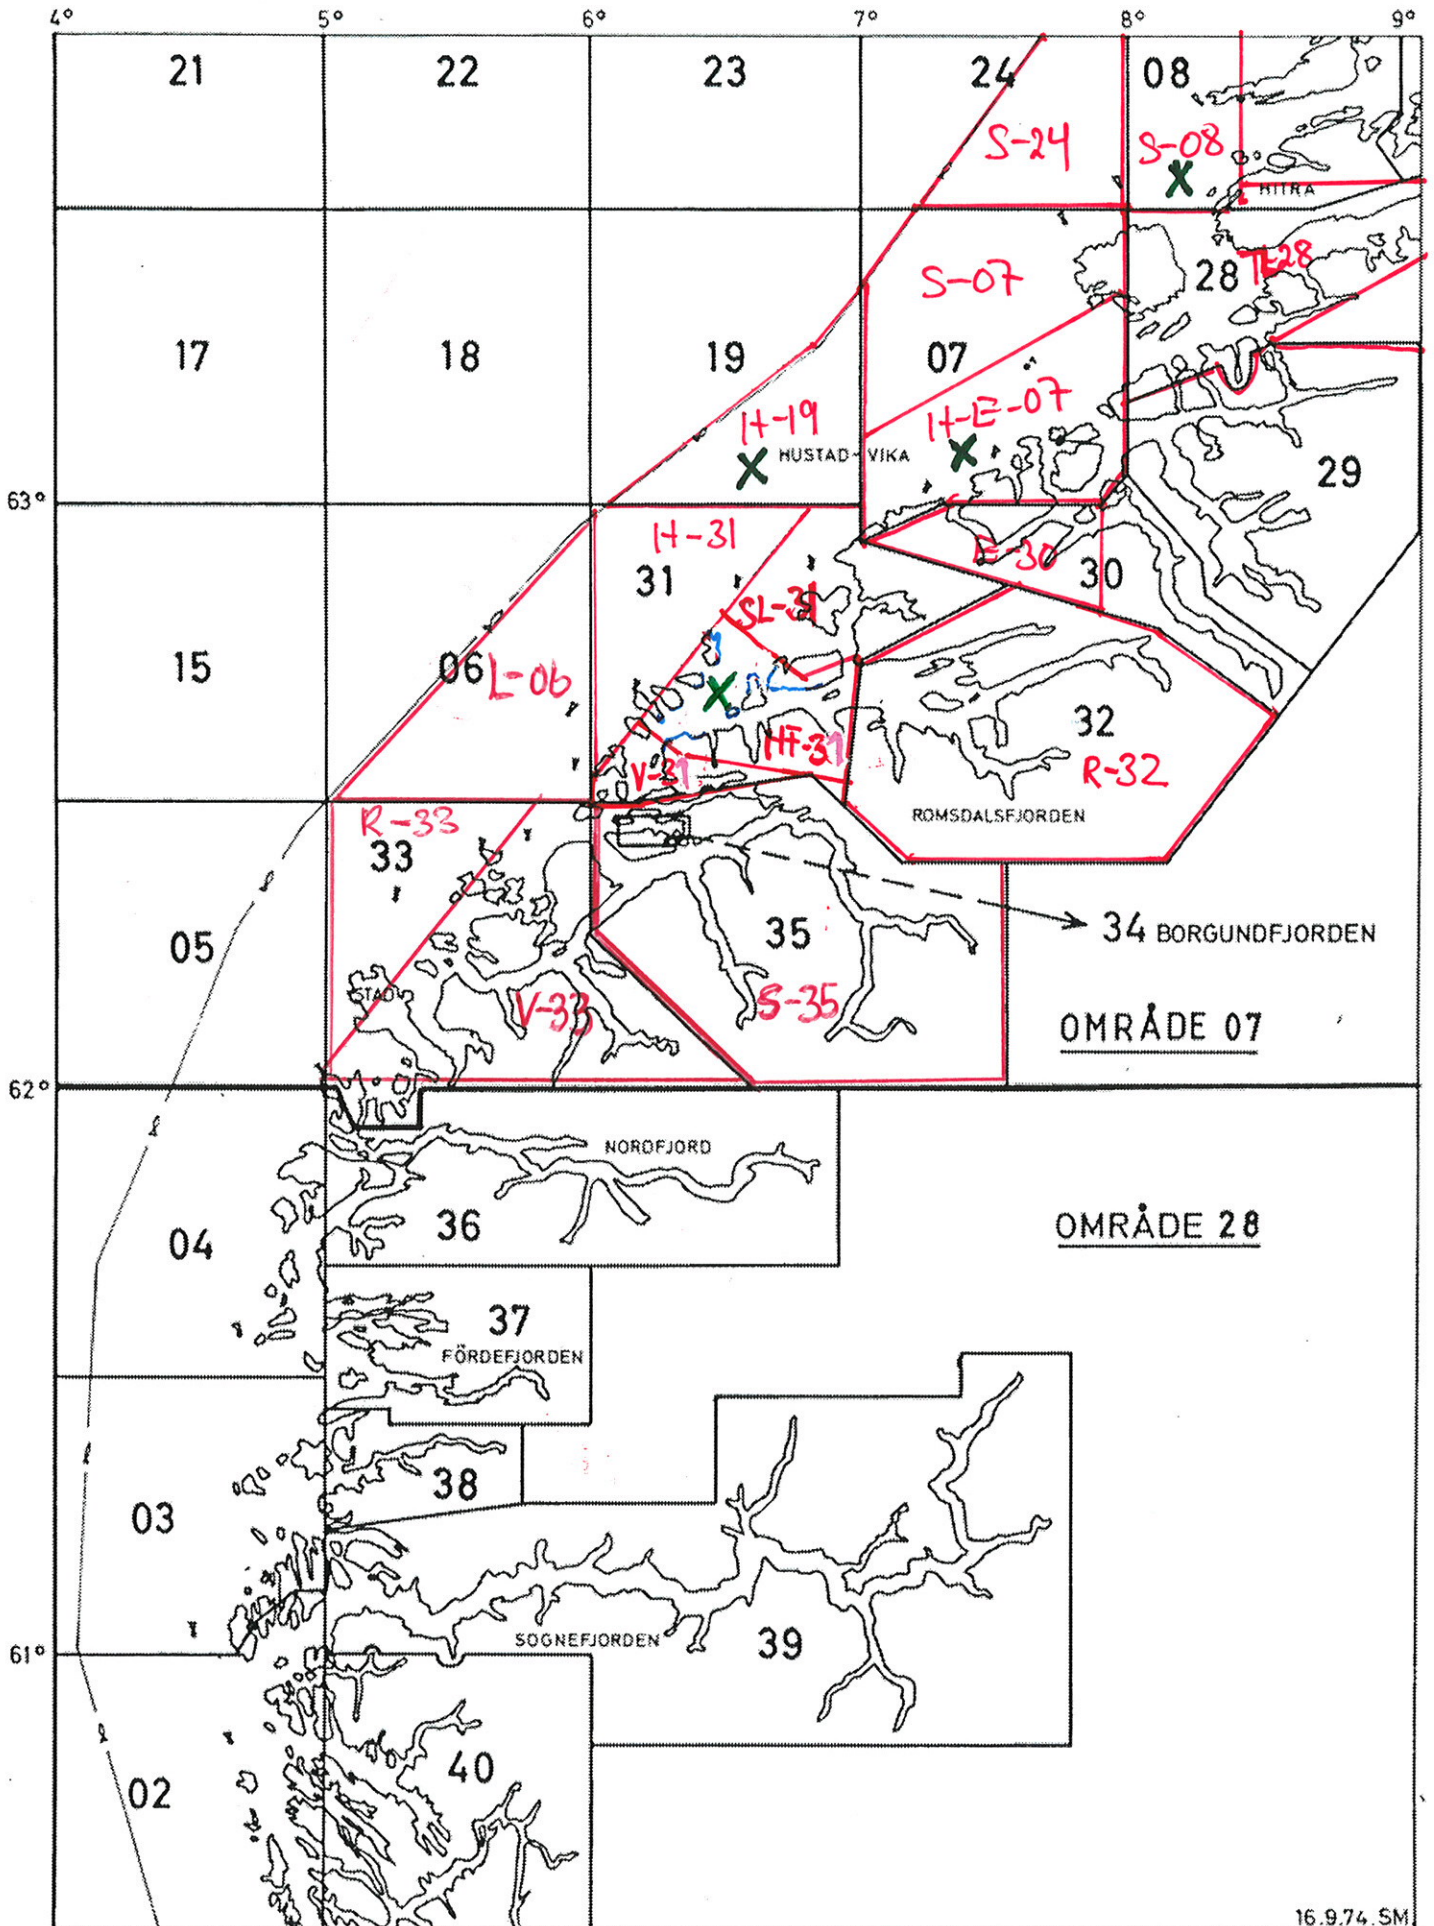 4° 5° 6° 7° 8° 9°
21 22 23 24 08
S-24 S-08
HITRA
S-07 28
17 18 19 07
H-19 H-E-07
HUSTAD-VIKA 29
63°
H-31 E-30
31 30
SL-31
15 06 L-06
32
HF-31
V-31 R-32
R-33 ROMSDALSFJORDEN
33
05 35 34 BORGUNDFJORDEN
STAD V-33 S-35
OMRÅDE 07
62°
NORDFJORD
04 36 OMRÅDE 28
37
FÖRDEFJORDEN
38
03
SOGNEFJORDEN 39
61°
40
02
16.9.74.SM